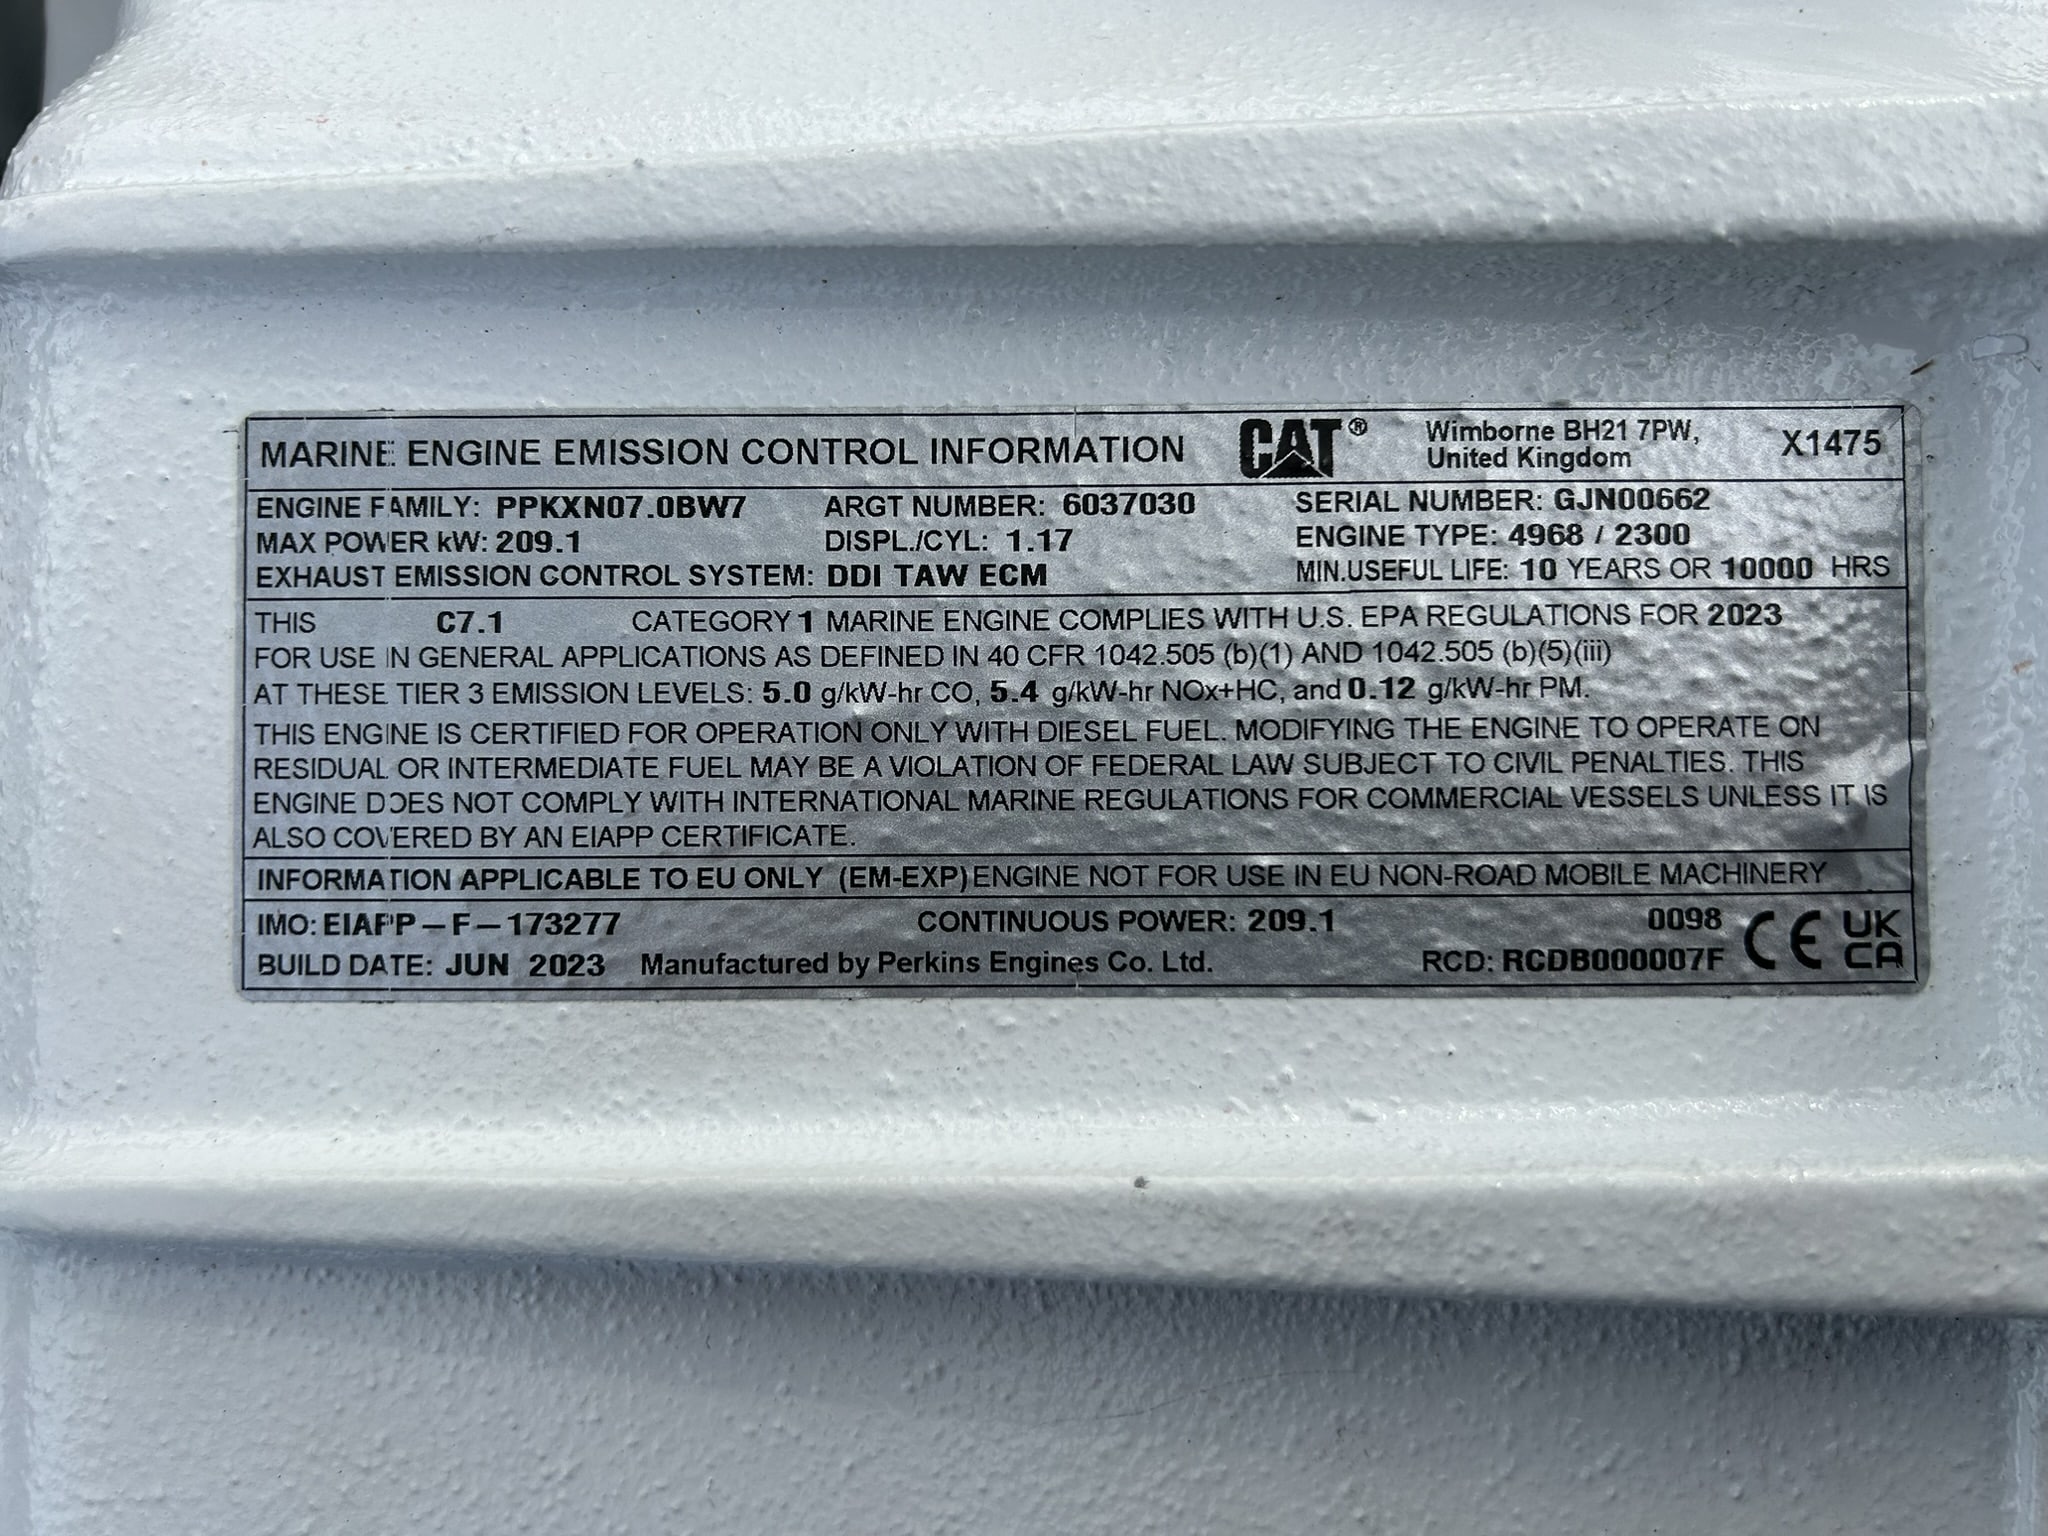 MARINE ENGINE EMISSION CONTROL INFORMATION CAT® Wimborne BH21 7PW, United Kingdom X1475
ENGINE FAMILY: PPKXN07.0BW7 ARGT NUMBER: 6037030 SERIAL NUMBER: GJN00662
MAX POWER kW: 209.1 DISPL./CYL: 1.17 ENGINE TYPE: 4968 / 2300
EXHAUST EMISSION CONTROL SYSTEM: DDI TAW ECM MIN.USEFUL LIFE: 10 YEARS OR 10000 HRS
THIS C7.1 CATEGORY 1 MARINE ENGINE COMPLIES WITH U.S. EPA REGULATIONS FOR 2023
FOR USE IN GENERAL APPLICATIONS AS DEFINED IN 40 CFR 1042.505 (b)(1) AND 1042.505 (b)(5)(iii)
AT THESE TIER 3 EMISSION LEVELS: 5.0 g/kW-hr CO, 5.4 g/kW-hr NOx+HC, and 0.12 g/kW-hr PM.
THIS ENGINE IS CERTIFIED FOR OPERATION ONLY WITH DIESEL FUEL. MODIFYING THE ENGINE TO OPERATE ON
RESIDUAL OR INTERMEDIATE FUEL MAY BE A VIOLATION OF FEDERAL LAW SUBJECT TO CIVIL PENALTIES. THIS
ENGINE DOES NOT COMPLY WITH INTERNATIONAL MARINE REGULATIONS FOR COMMERCIAL VESSELS UNLESS IT IS
ALSO COVERED BY AN EIAPP CERTIFICATE.
INFORMATION APPLICABLE TO EU ONLY (EM-EXP) ENGINE NOT FOR USE IN EU NON-ROAD MOBILE MACHINERY
IMO: EIAPP – F – 173277 CONTINUOUS POWER: 209.1 0098 CE UK CA
BUILD DATE: JUN 2023 Manufactured by Perkins Engines Co. Ltd. RCD: RCDB000007F